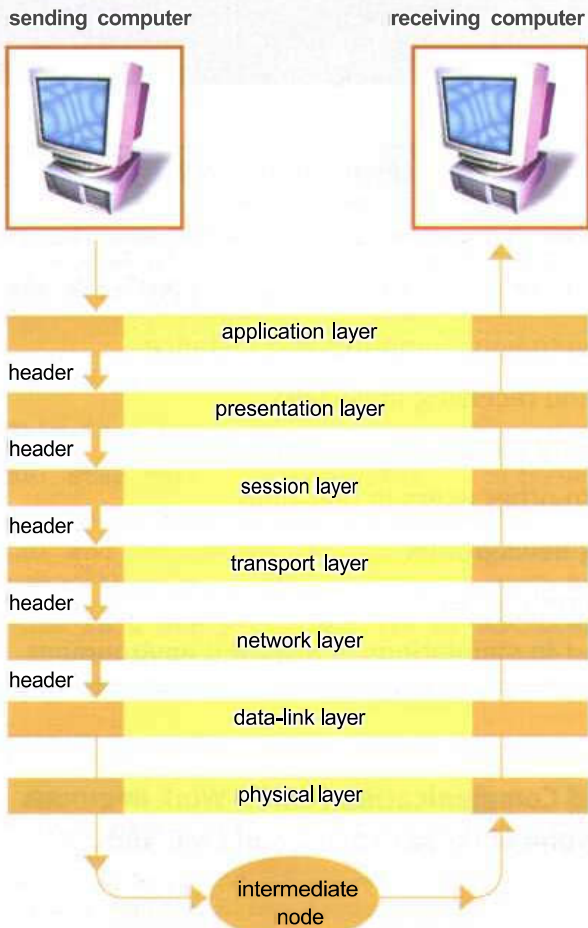 sending computer
receiving computer
application layer
header
presentation layer
header
session layer
header
transport layer
header
network layer
header
data-link layer
physical layer
intermediate
node